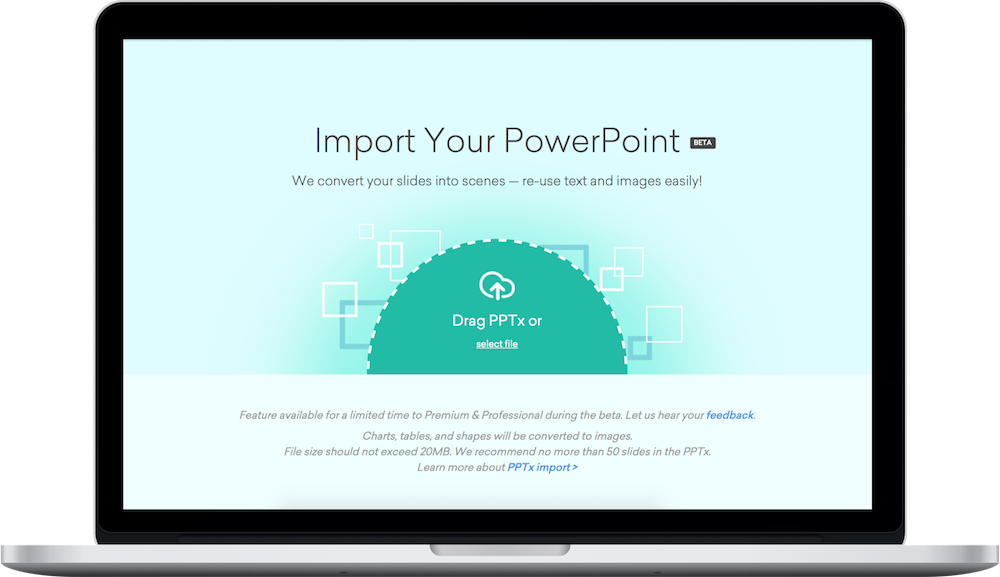 Import Your PowerPoint BETA
We convert your slides into scenes — re-use text and images easily!
Drag PPTx or
select file
Feature available for a limited time to Premium & Professional during the beta. Let us hear your feedback.
Charts, tables, and shapes will be converted to images.
File size should not exceed 20MB. We recommend no more than 50 slides in the PPTx.
Learn more about PPTx import >